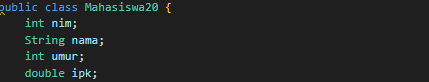 public class Mahasiswa20 {
int nim;
String nama;
int umur;
double ipk;